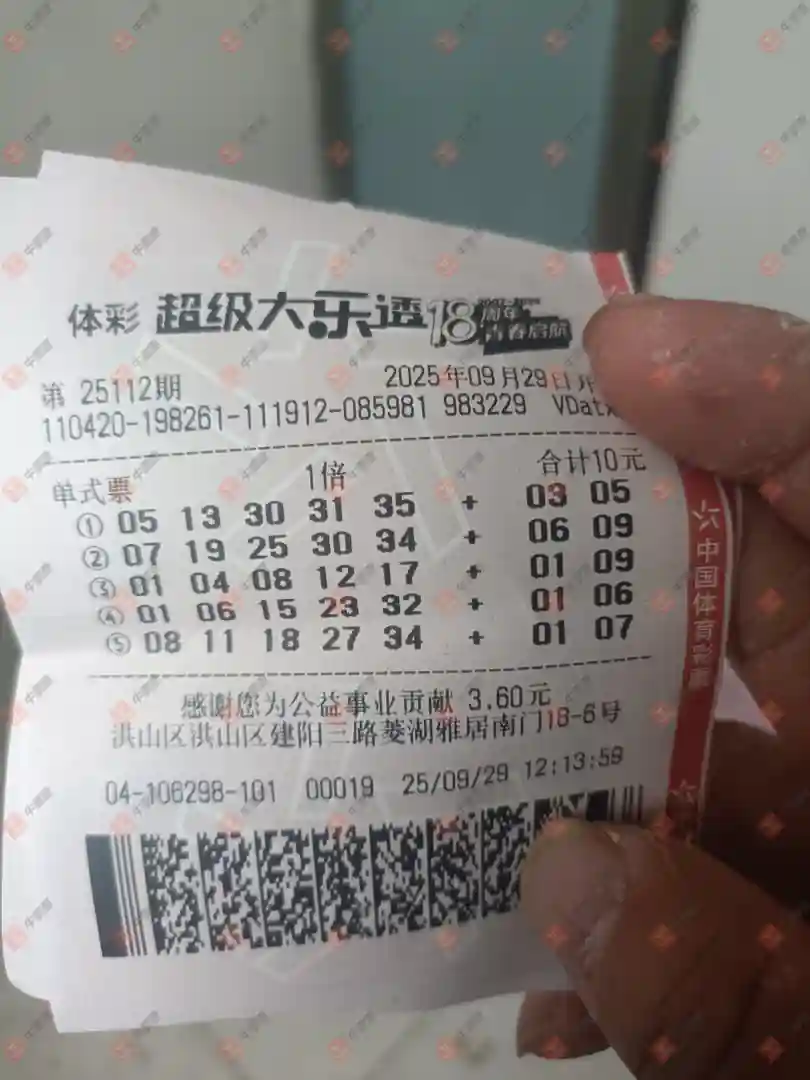 体彩 超级大乐透 18周年 青春启航
第 25112期 2025年09月29日开
110420-198261-111912-085981 983229 VDatx
单式票 1倍 合计10元
① 05 13 30 31 35 + 03 05
② 07 19 25 30 34 + 06 09
③ 01 04 08 12 17 + 01 09
④ 01 06 15 23 32 + 01 06
⑤ 08 11 18 27 34 + 01 07
感谢您为公益事业贡献 3.60元
洪山区洪山区建阳三路菱湖雅居南门18-6号
04-106298-101 00019 25/09/29 12:13:59
中国体育彩票